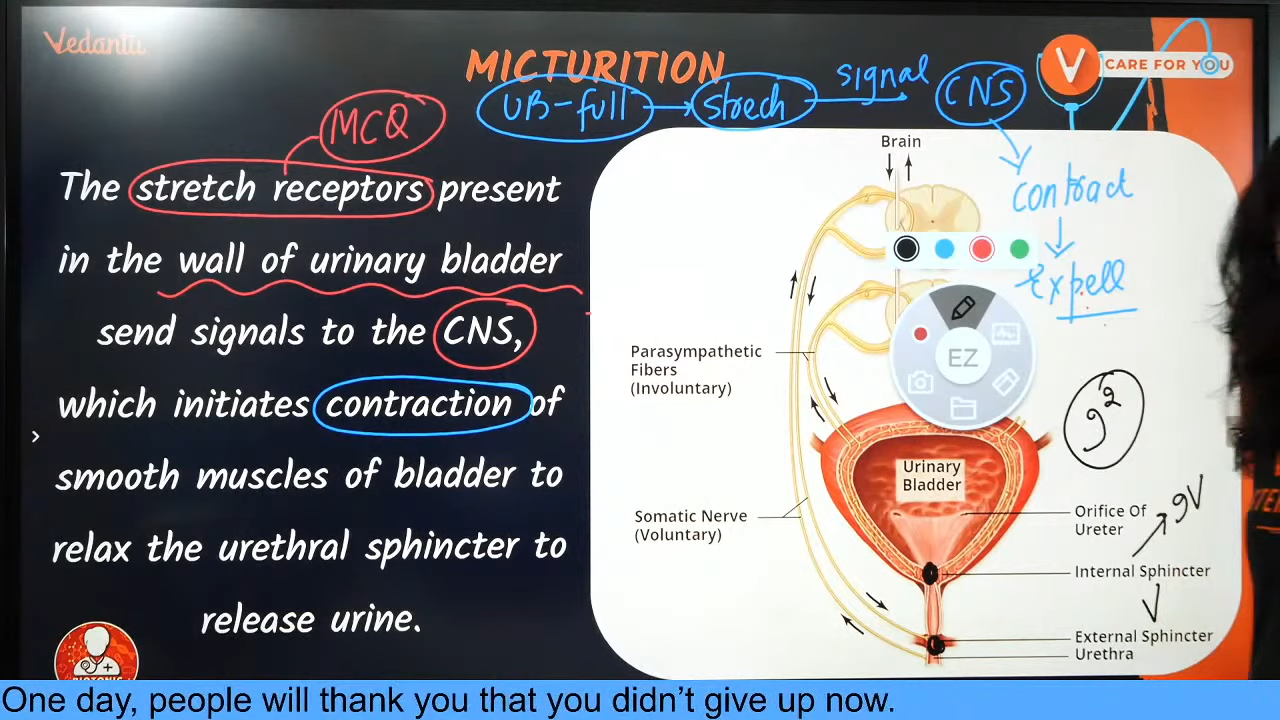 Vedantu
MICTURITION
CARE FOR YOU
UB-full → strech signal CNS
contract
Expell
MCQ
The stretch receptors present
in the wall of urinary bladder
send signals to the CNS,
which initiates contraction of
smooth muscles of bladder to
relax the urethral sphincter to
release urine.
Brain
EZ
Parasympathetic
Fibers
(Involuntary)
Urinary
Bladder
Somatic Nerve
(Voluntary)
Orifice Of
Ureter
Internal Sphincter
V
External Sphincter
Urethra
One day, people will thank you that you didn't give up now.